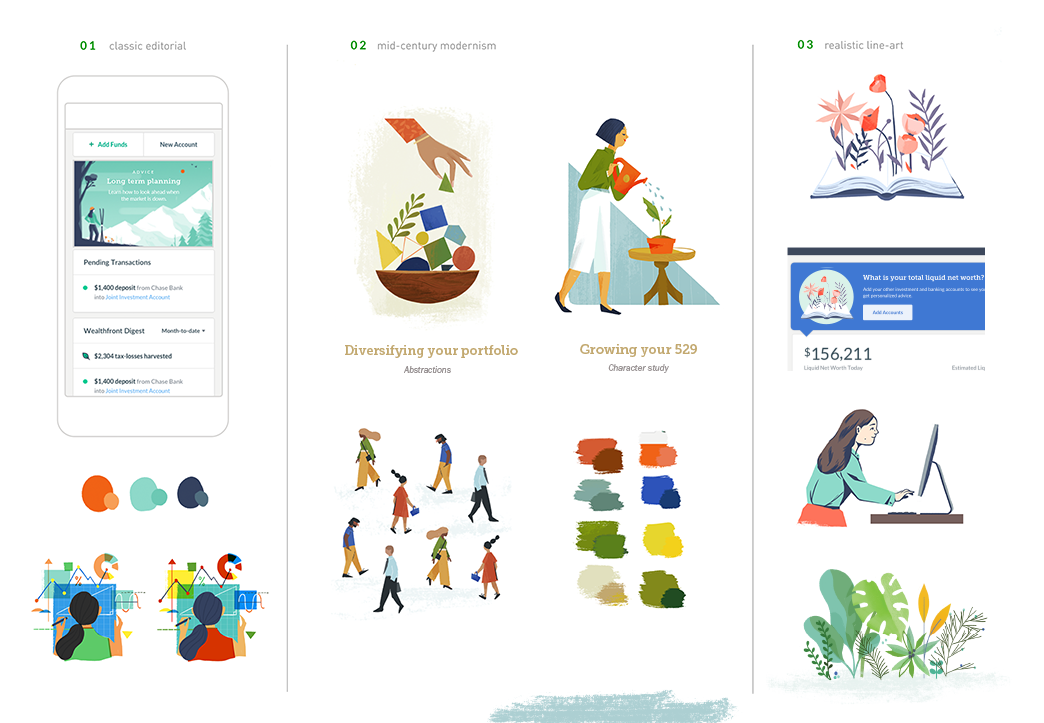 01 classic editorial
+ Add Funds
New Account
ADVICE
Long term planning
Learn how to look ahead when
the market is down.
Pending Transactions
$1,400 deposit from Chase Bank
into Joint Investment Account
Wealthfront Digest
Month-to-date
$2,304 tax-losses harvested
$1,400 deposit from Chase Bank
into Joint Investment Account
02 mid-century modernism
Diversifying your portfolio
Abstractions
Growing your 529
Character study
03 realistic line-art
What is your total liquid net worth?
Add your other investment and banking accounts to see yo
get personalized advice.
Add Accounts
$156,211
Liquid Net Worth Today
Estimated Liq